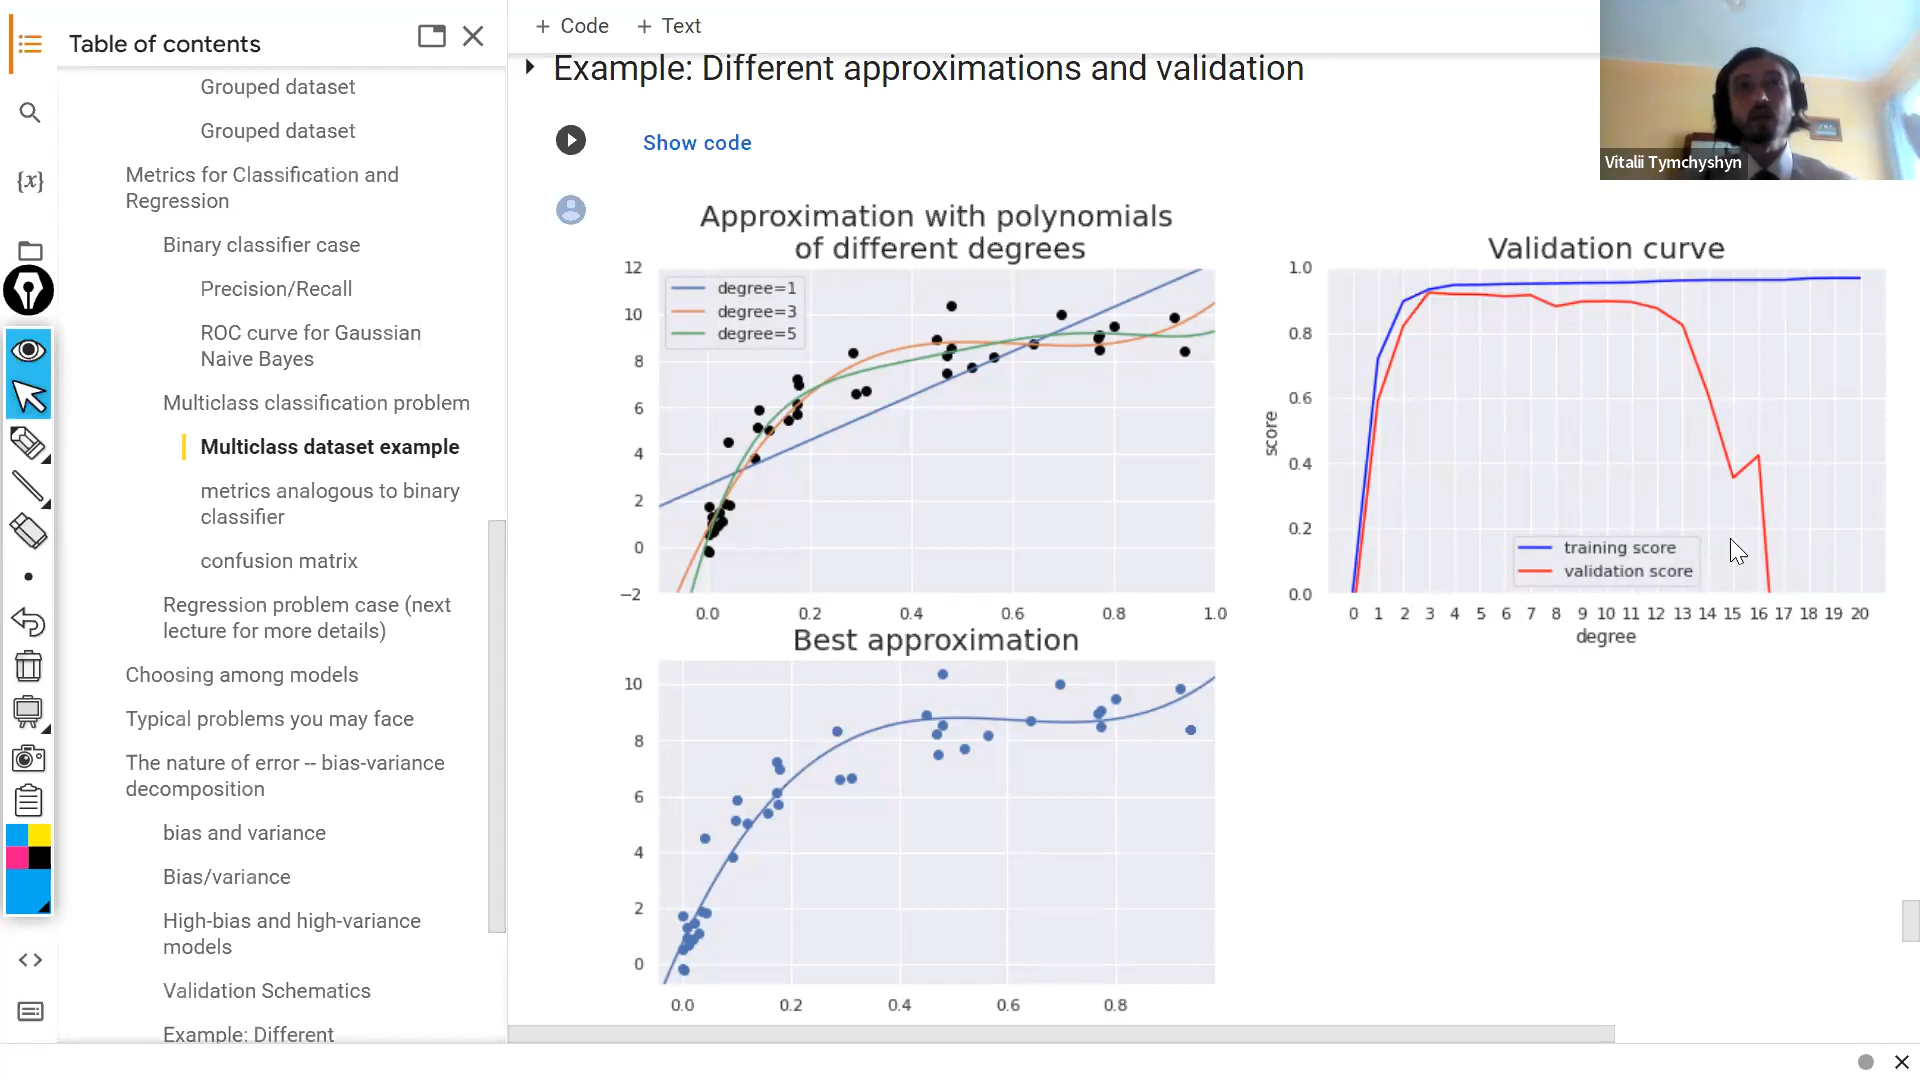 Table of contents
Grouped dataset
Grouped dataset
Metrics for Classification and
Regression
Binary classifier case
Precision/Recall
ROC curve for Gaussian
Naive Bayes
Multiclass classification problem
Multiclass dataset example
metrics analogous to binary
classifier
confusion matrix
Regression problem case (next
lecture for more details)
Choosing among models
Typical problems you may face
The nature of error -- bias-variance
decomposition
bias and variance
Bias/variance
High-bias and high-variance
models
Validation Schematics
Example: Different
{x}
+ Code + Text
Example: Different approximations and validation
Show code
Vitalii Tymchyshyn
Approximation with polynomials
of different degrees
12
10
8
6
4
2
0
−2
degree=1
degree=3
degree=5
0.0 0.2 0.4 0.6 0.8 1.0
Validation curve
1.0
0.8
0.6
0.4
0.2
0.0
score
training score
validation score
0 1 2 3 4 5 6 7 8 9 10 11 12 13 14 15 16 17 18 19 20
degree
Best approximation
10
8
6
4
2
0
0.0 0.2 0.4 0.6 0.8